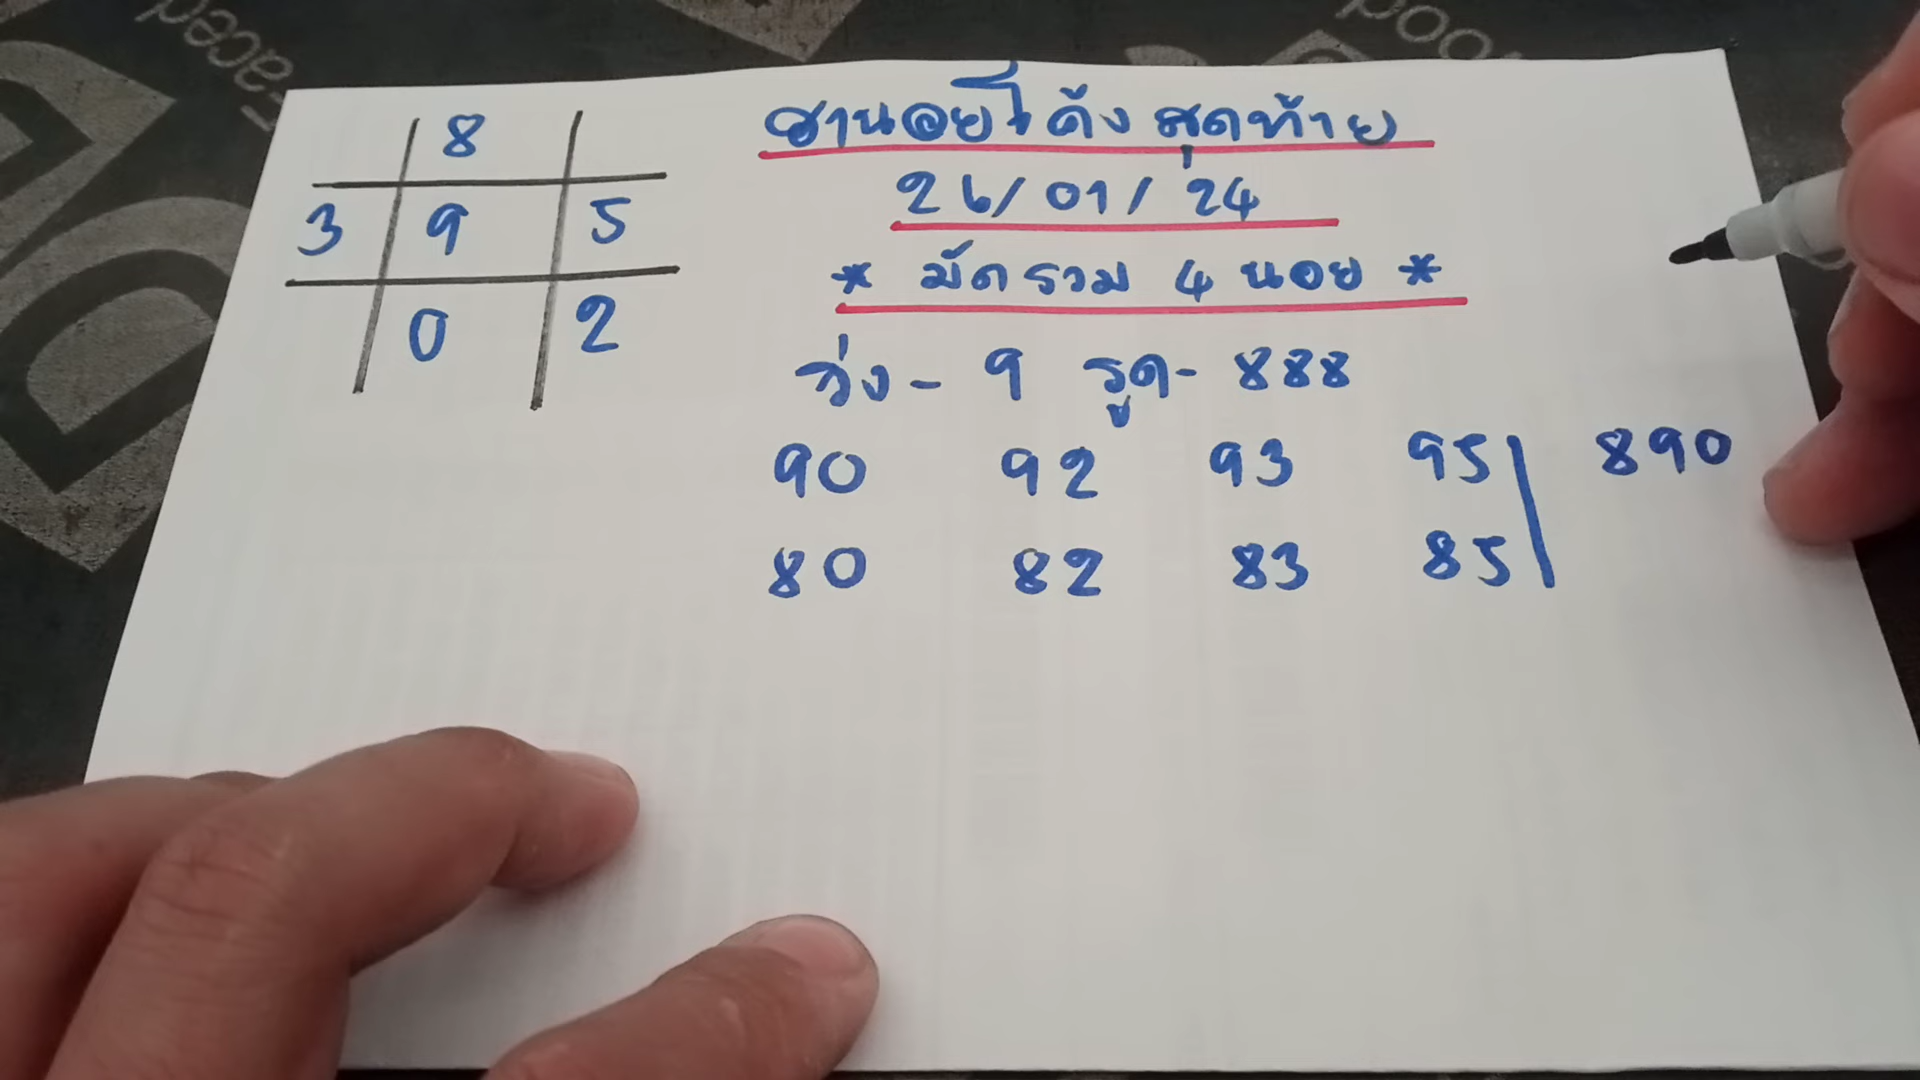 8
3 9 5
0 2
ฮานอยโค้งสุดท้าย
26/01/24
* มัดรวม 4 นอย *
วิ่ง - 9 รูด - 888
90 92 93 95 | 890
80 82 83 85